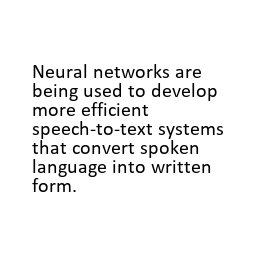 Neural networks are
being used to develop
more efficient
speech-to-text systems
that convert spoken
language into written
form.